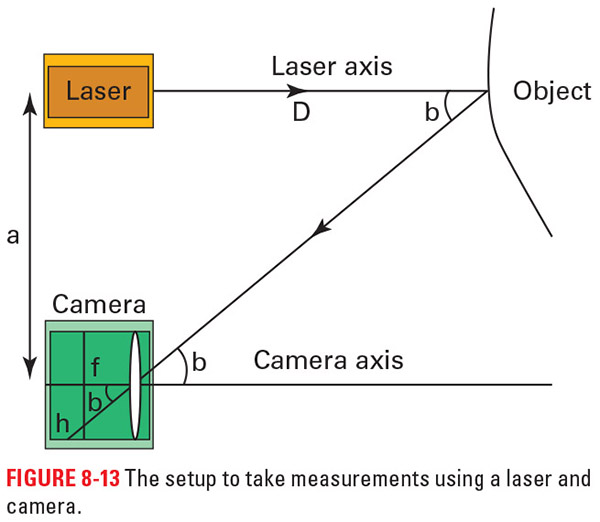 Laser axis
Laser
D
b
Object
a
Camera
f
b
b
h
Camera axis
FIGURE 8-13 The setup to take measurements using a laser and
camera.